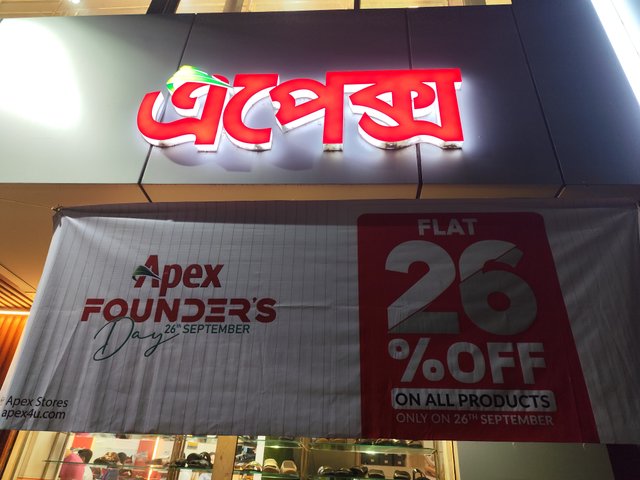 এপেক্স
Apex
FOUNDER'S
Day
26TH SEPTEMBER
Apex Stores
apex4u.com
FLAT
26
%OFF
ON ALL PRODUCTS
ONLY ON 26TH SEPTEMBER